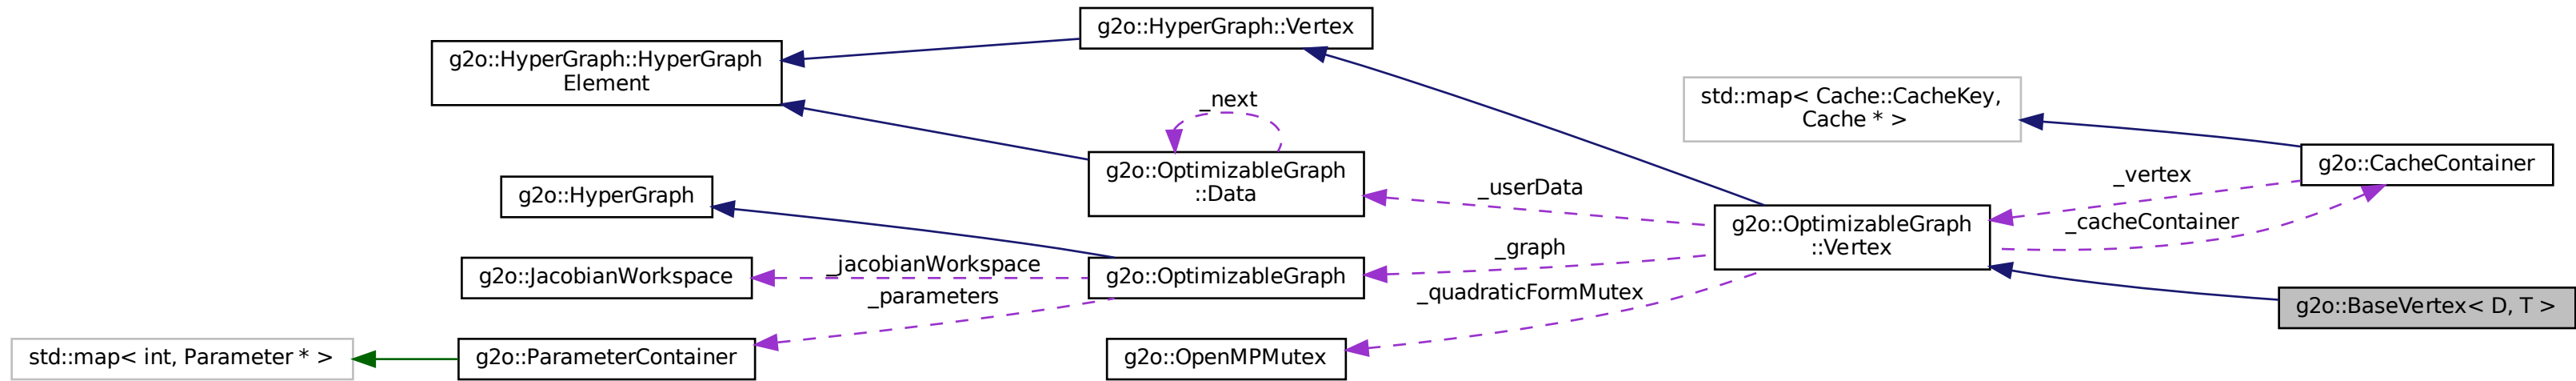 g2o::HyperGraph::Vertex
g2o::HyperGraph::HyperGraph
Element
std::map< Cache::CacheKey,
Cache * >
_next
g2o::OptimizableGraph
::Data
g2o::CacheContainer
_vertex
_userData
g2o::HyperGraph
g2o::OptimizableGraph
::Vertex
_cacheContainer
_graph
_jacobianWorkspace
g2o::JacobianWorkspace
g2o::OptimizableGraph
_quadraticFormMutex
_parameters
g2o::BaseVertex< D, T >
std::map< int, Parameter * >
g2o::ParameterContainer
g2o::OpenMPMutex